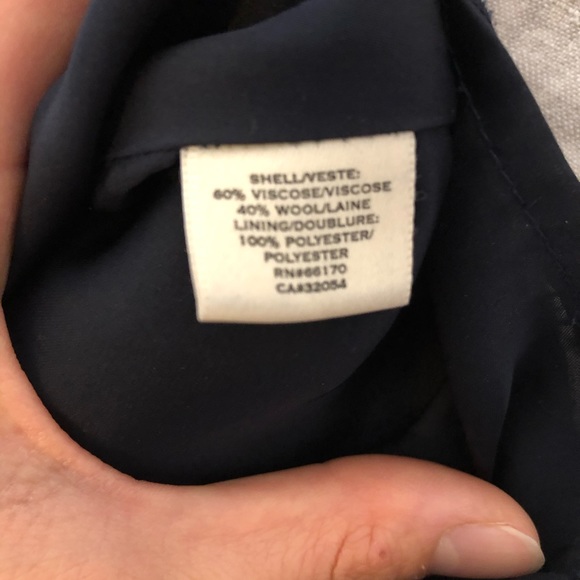 SHELL/VESTE:
60% VISCOSE/VISCOSE
40% WOOL/LAINE
LINING/DOUBLURE:
100% POLYESTER/
POLYESTER
RN#66170
CA#32054